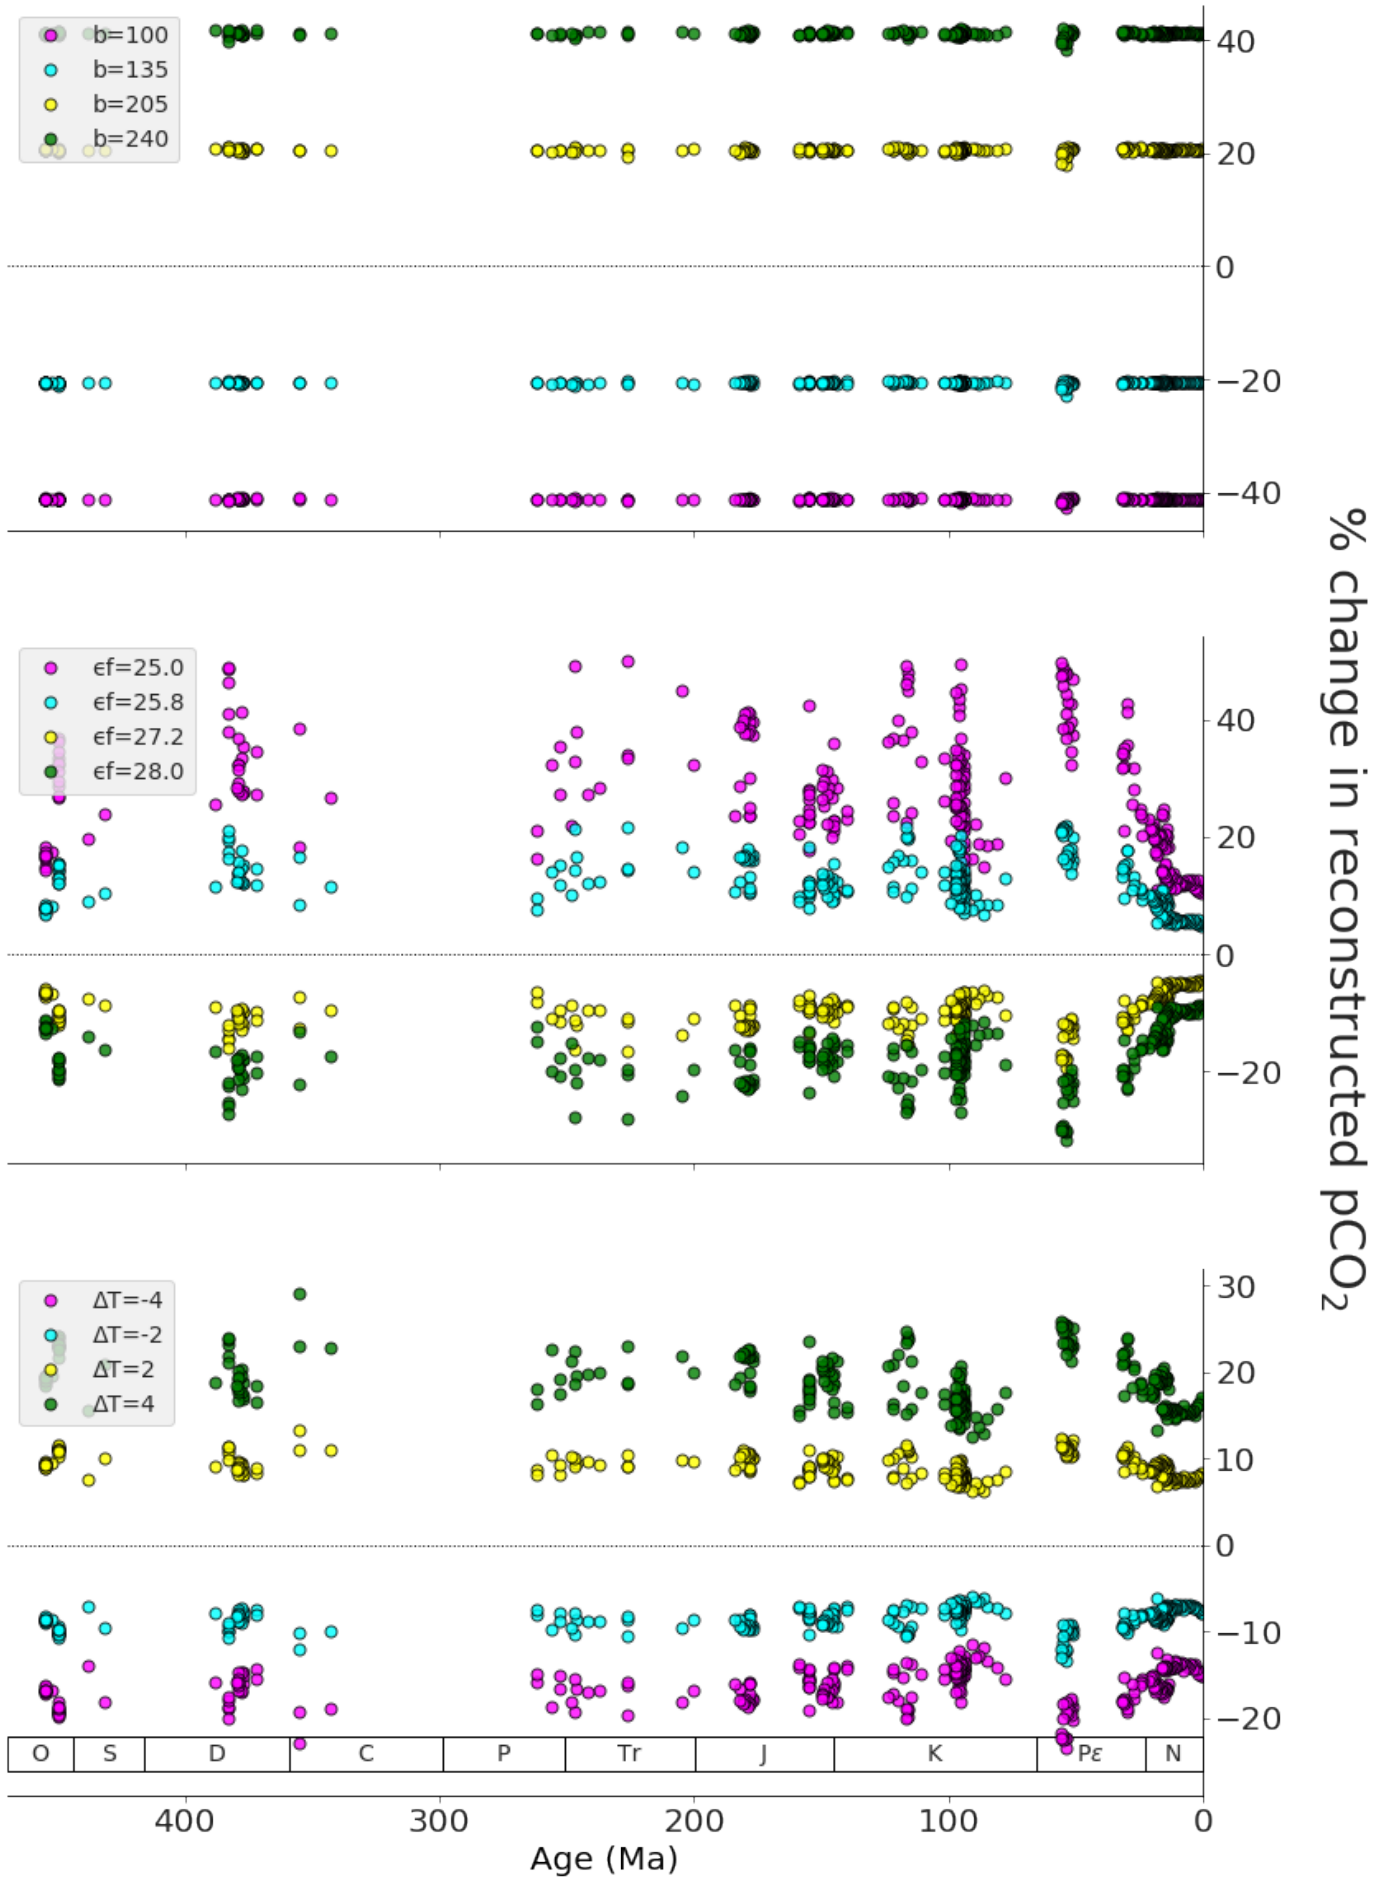 b=100
b=135
b=205
b=240
40
20
0
−20
−40
ϵf=25.0
ϵf=25.8
ϵf=27.2
ϵf=28.0
40
20
0
−20
% change in reconstructed pCO₂
ΔT=-4
ΔT=-2
ΔT=2
ΔT=4
30
20
10
0
−10
−20
O S D C P Tr J K Pε N
400 300 200 100 0
Age (Ma)